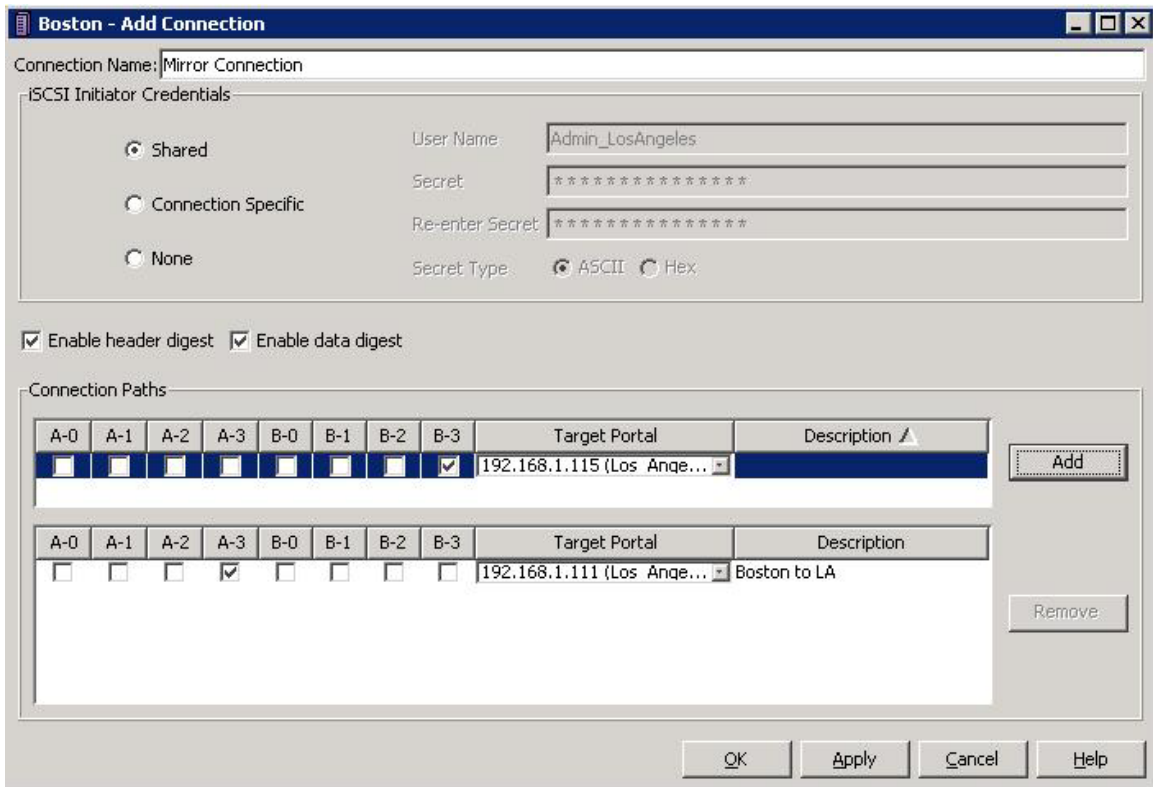 Boston - Add Connection
Connection Name: Mirror Connection
iSCSI Initiator Credentials
Shared
Connection Specific
None
User Name Admin_LosAngeles
Secret ***************
Re-enter Secret ***************
Secret Type ASCII Hex
Enable header digest Enable data digest
Connection Paths
A-0 A-1 A-2 A-3 B-0 B-1 B-2 B-3 Target Portal Description
192.168.1.115 (Los Ange...
Add
A-0 A-1 A-2 A-3 B-0 B-1 B-2 B-3 Target Portal Description
192.168.1.111 (Los Ange... Boston to LA
Remove
OK Apply Cancel Help